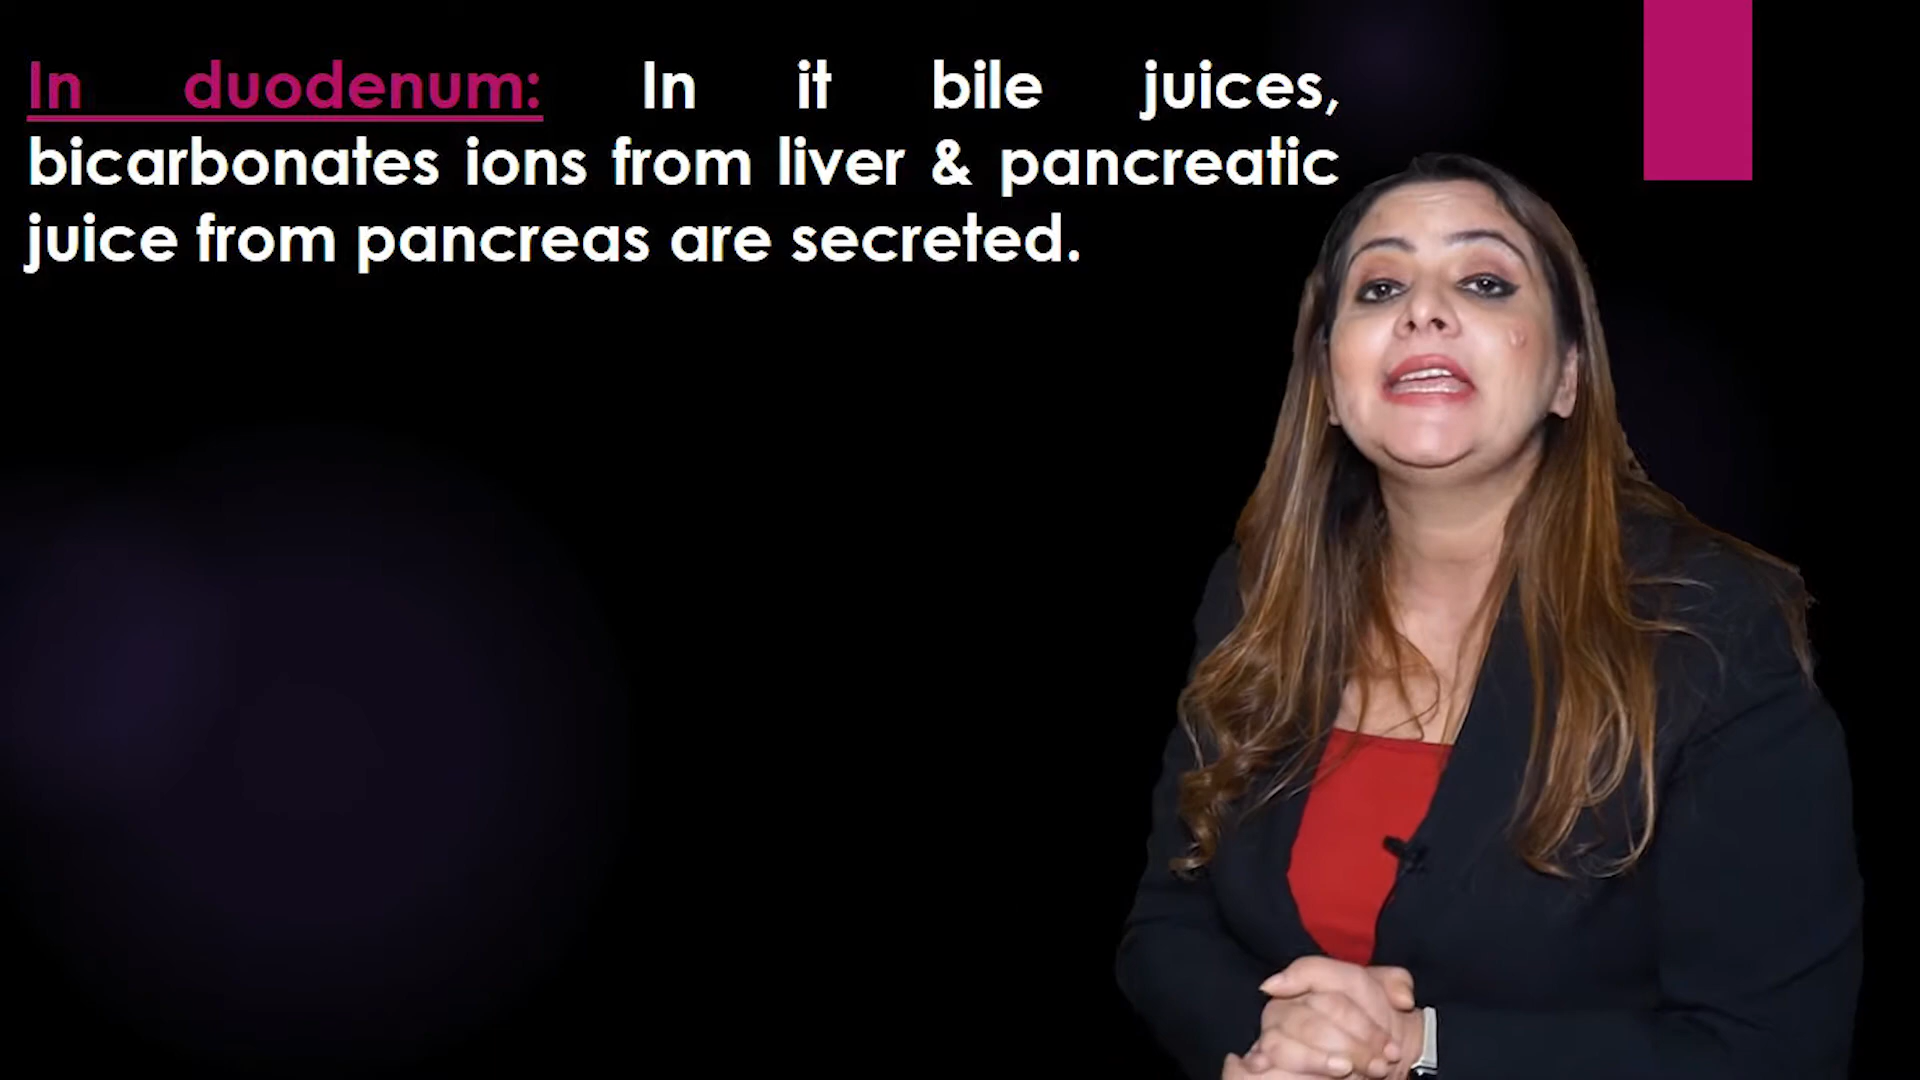 In duodenum: In it bile juices,
bicarbonates ions from liver & pancreatic
juice from pancreas are secreted.